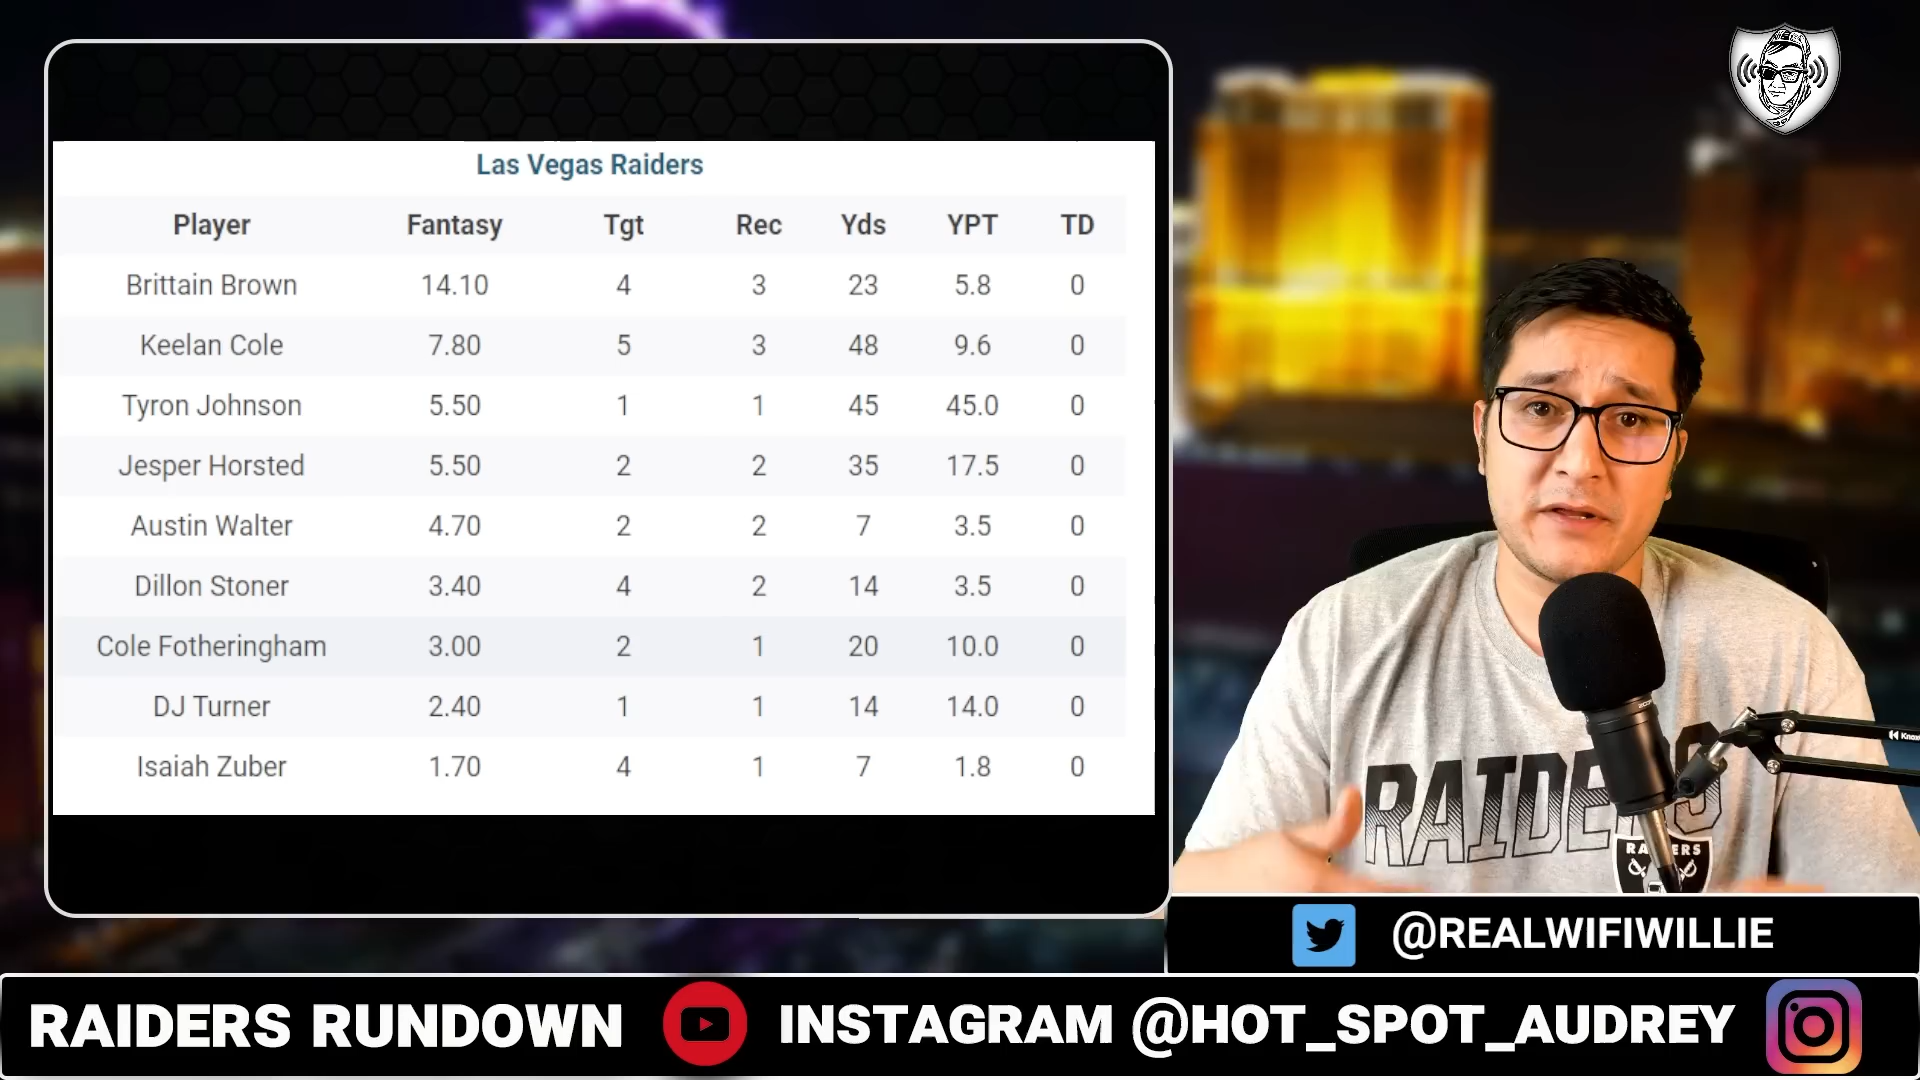 Las Vegas Raiders
Player Fantasy Tgt Rec Yds YPT TD
Brittain Brown 14.10 4 3 23 5.8 0
Keelan Cole 7.80 5 3 48 9.6 0
Tyron Johnson 5.50 1 1 45 45.0 0
Jesper Horsted 5.50 2 2 35 17.5 0
Austin Walter 4.70 2 2 7 3.5 0
Dillon Stoner 3.40 4 2 14 3.5 0
Cole Fotheringham 3.00 2 1 20 10.0 0
DJ Turner 2.40 1 1 14 14.0 0
Isaiah Zuber 1.70 4 1 7 1.8 0
RAIDERS
RAIDERS
@REALWIFIWILLIE
RAIDERS RUNDOWN INSTAGRAM @HOT_SPOT_AUDREY